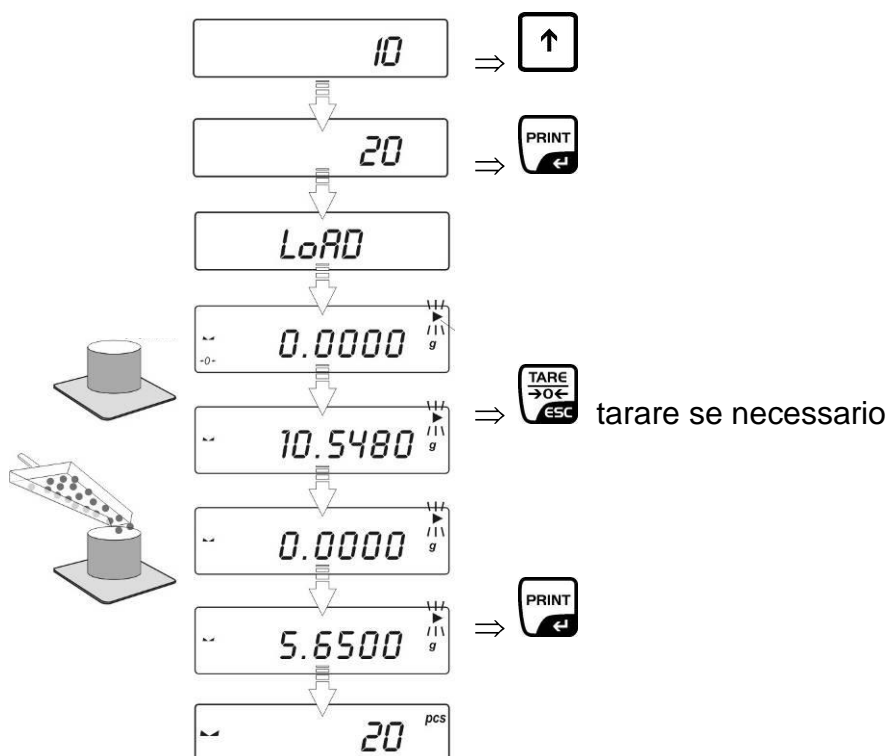 10 ⇒ ↑
20 ⇒ PRINT
LoAD
0.0000 g
→0←
TARE
→0←
ESC
10.5480 g ⇒ tarare se necessario
0.0000 g
5.6500 g ⇒ PRINT
20 pcs